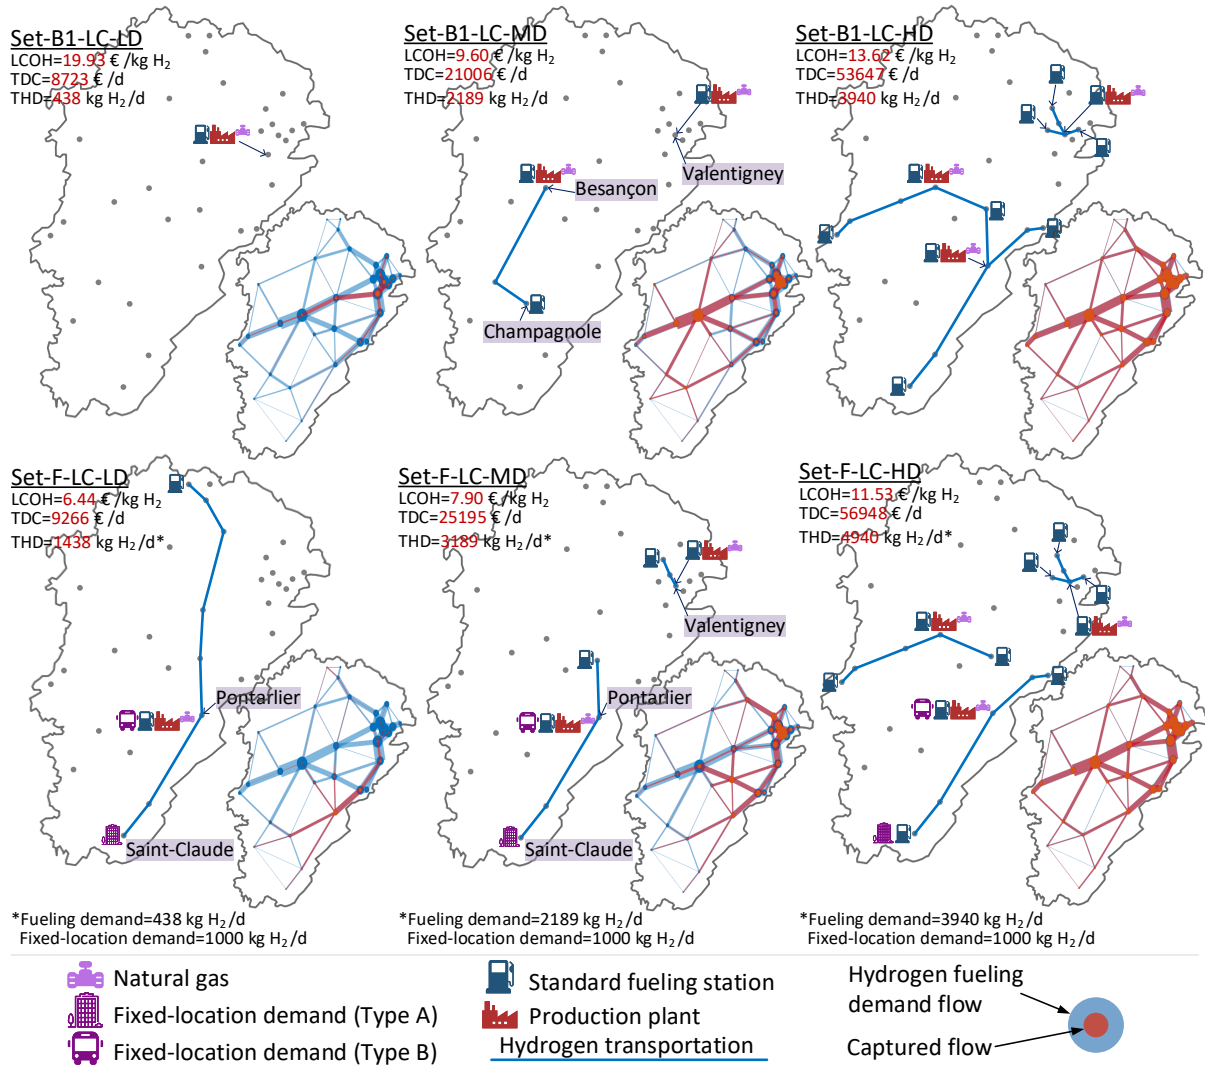 Set-B1-LC-LD
LCOH=19.93 € /kg H₂
TDC=8723 € /d
THD=438 kg H₂ /d
Set-B1-LC-MD
LCOH=9.60 € /kg H₂
TDC=21006 € /d
THD=2189 kg H₂ /d
Valentigney
Besançon
Champagnole
Set-B1-LC-HD
LCOH=13.62 € /kg H₂
TDC=53647 € /d
THD=3940 kg H₂ /d
Set-F-LC-LD
LCOH=6.44 € /kg H₂
TDC=9266 € /d
THD=1438 kg H₂ /d*
Pontarlier
Saint-Claude
*Fueling demand=438 kg H₂ /d
Fixed-location demand=1000 kg H₂ /d
Set-F-LC-MD
LCOH=7.90 € /kg H₂
TDC=25195 € /d
THD=3189 kg H₂ /d*
Valentigney
Pontarlier
Saint-Claude
*Fueling demand=2189 kg H₂ /d
Fixed-location demand=1000 kg H₂ /d
Set-F-LC-HD
LCOH=11.53 € /kg H₂
TDC=56948 € /d
THD=4940 kg H₂ /d*
*Fueling demand=3940 kg H₂ /d
Fixed-location demand=1000 kg H₂ /d
Natural gas
Fixed-location demand (Type A)
Fixed-location demand (Type B)
Standard fueling station
Production plant
Hydrogen transportation
Hydrogen fueling
demand flow
Captured flow